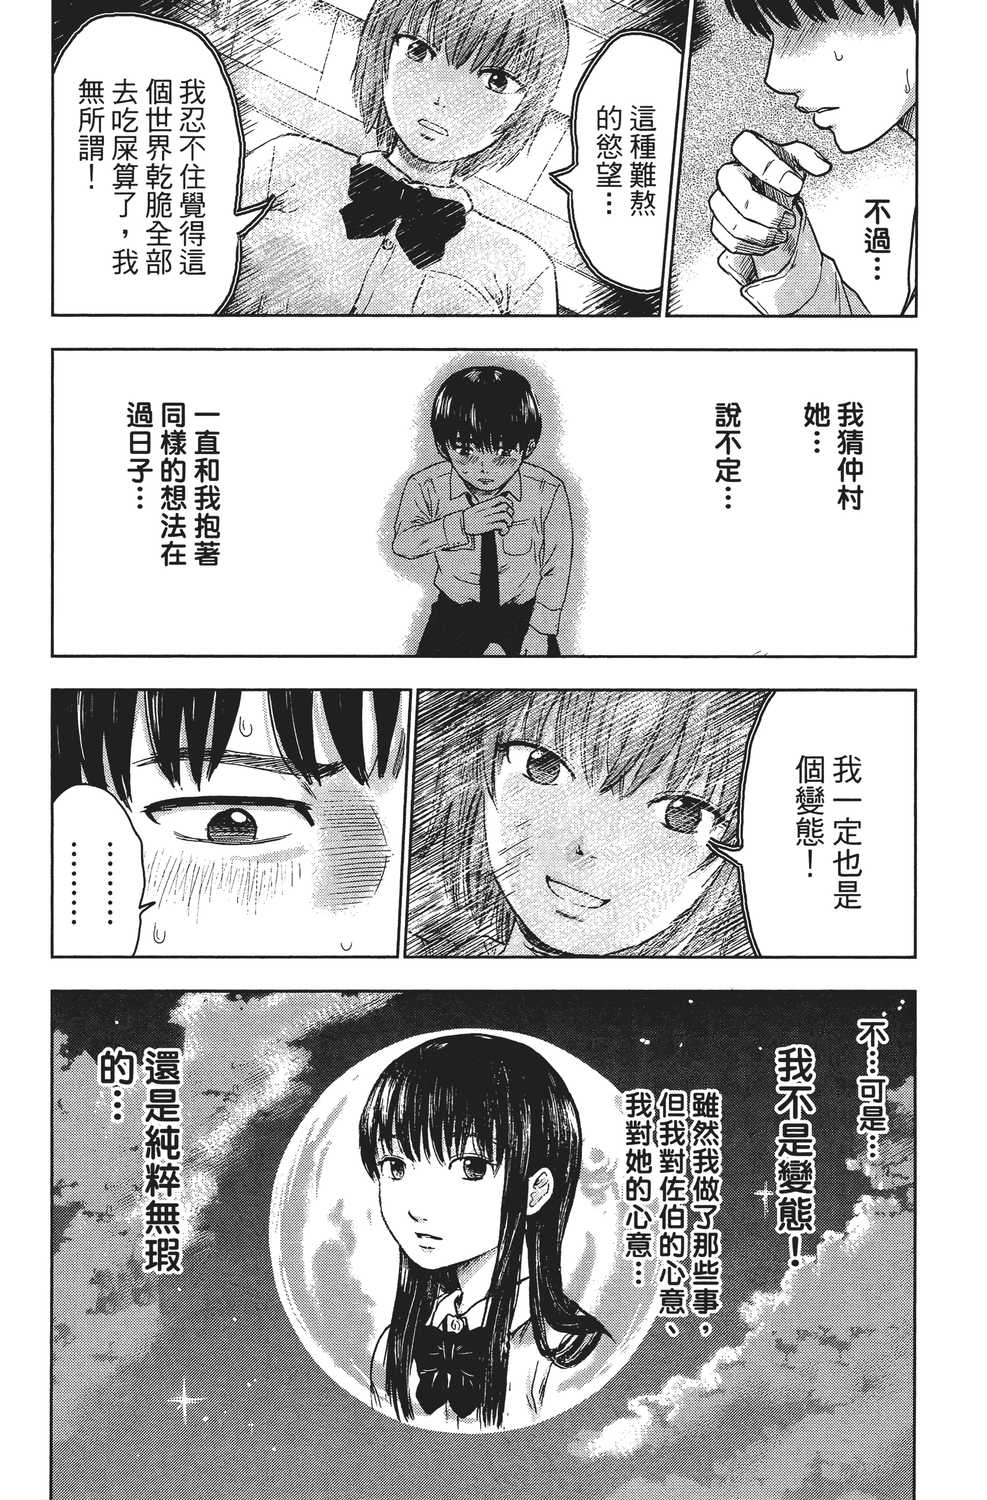 不過…
這種難熬
的慾望…
我忍不住覺得這
個世界乾脆全部
去吃屎算了，我
無所謂！
我猜仲村
她…
說不定…
一直和我抱著
同樣的想法在
過日子…
我一定也是
個變態！
………
………
不…可是…
我不是變態！
雖然我做了那些事，
但我對佐伯的心意、
我對她的心意…
還是純粹無瑕
的…